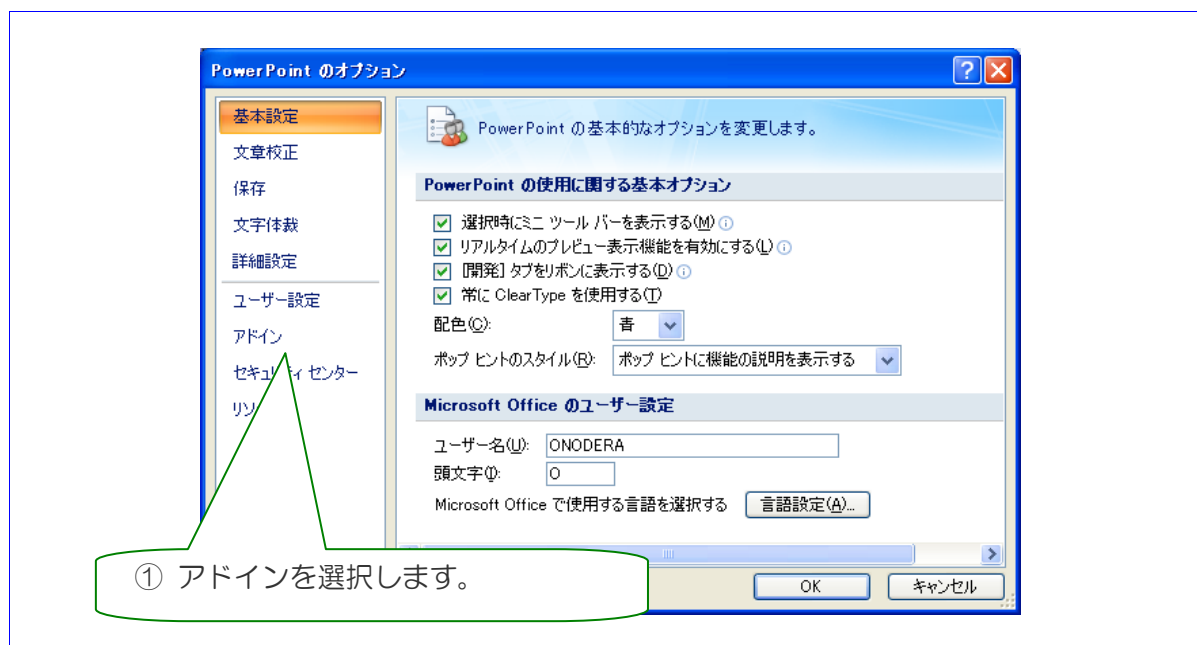 PowerPoint のオプション
基本設定
文章校正
保存
文字体裁
詳細設定
ユーザー設定
アドイン
セキュリティ センター
PowerPoint の基本的なオプションを変更します。
PowerPoint の使用に関する基本オプション
選択時にミニ ツール バーを表示する(M)
リアルタイムのプレビュー表示機能を有効にする(L)
[開発] タブをリボンに表示する(D)
常に ClearType を使用する(T)
配色(C): 青
ポップ ヒントのスタイル(R): ポップ ヒントに機能の説明を表示する
Microsoft Office のユーザー設定
ユーザー名(U): ONODERA
頭文字(I): O
Microsoft Office で使用する言語を選択する 言語設定(A)...
① アドインを選択します。
OK キャンセル